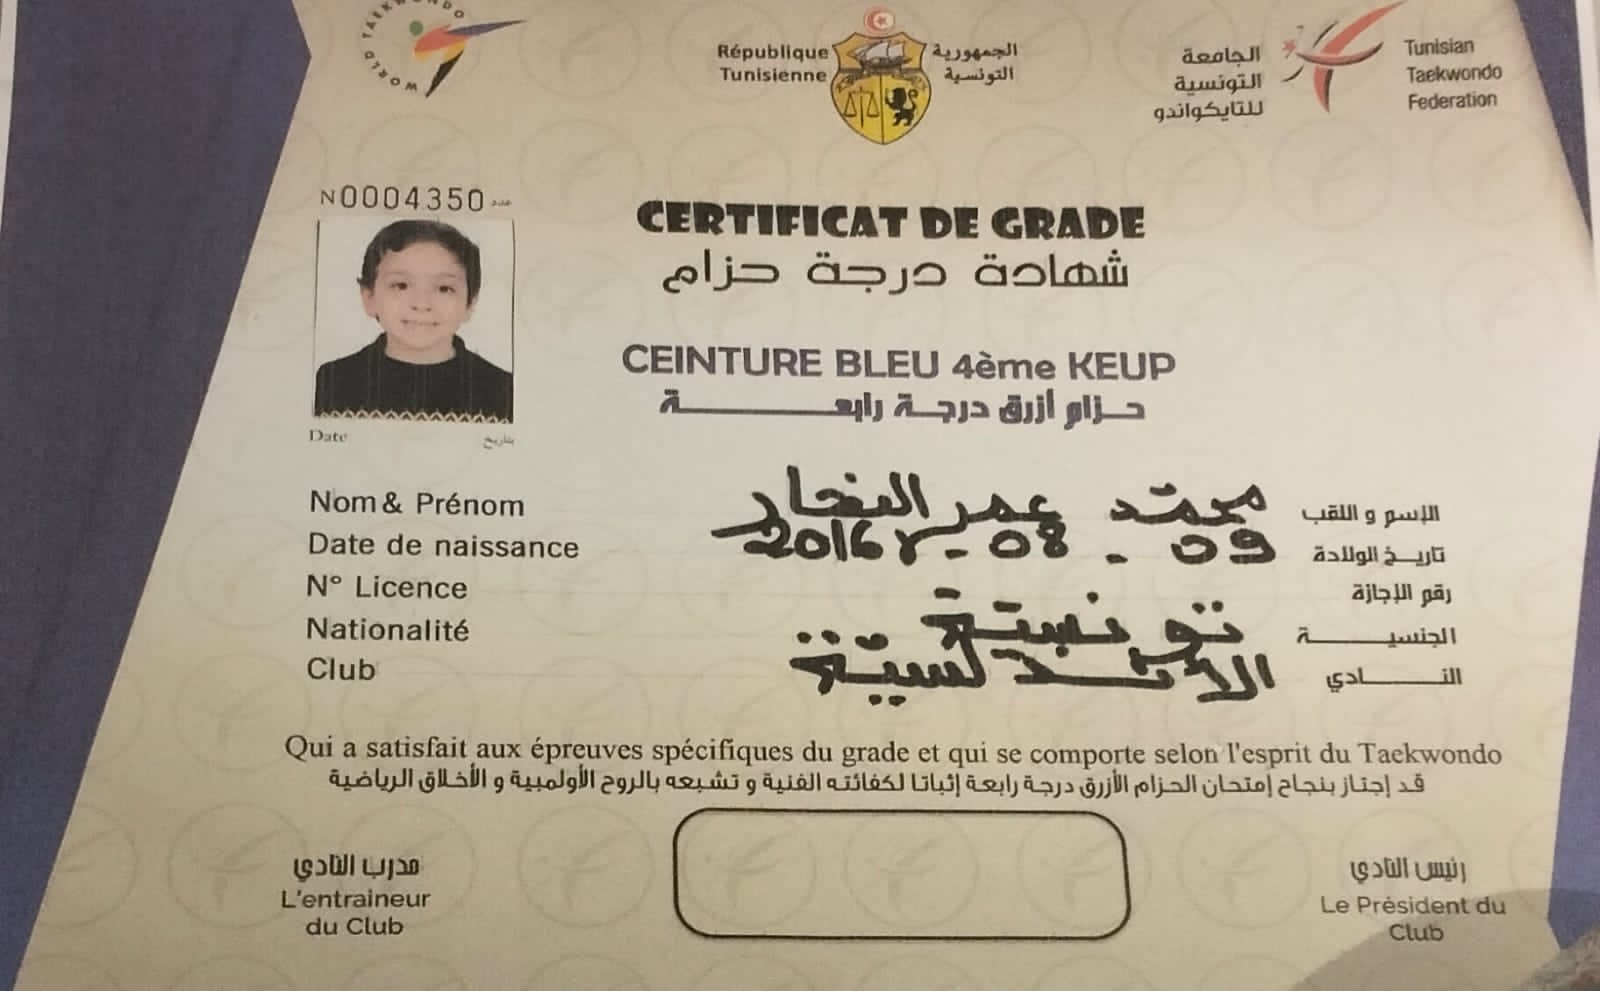 WORLD TAEKWONDO
République
Tunisienne
الجمهورية
التونسية
الجامعة
التونسية
للتايكواندو
Tunisian
Taekwondo
Federation
N0004350 عدد
CERTIFICAT DE GRADE
شهادة درجة حزام
CEINTURE BLEU 4ème KEUP
حزام أزرق درجة رابعة
Date بتاريخ
Nom & Prénom محمد عمر النجار الإسم و اللقب
Date de naissance 09 - 08 - 2016 تاريخ الولادة
N° Licence رقم الإجازة
Nationalité تونسية الجنسية
Club النادي
Qui a satisfait aux épreuves spécifiques du grade et qui se comporte selon l'esprit du Taekwondo
قد إجتاز بنجاح إمتحان الحزام الأزرق درجة رابعة إثباتا لكفائته الفنية و تشبعه بالروح الأولمبية و الأخلاق الرياضية
مدرب النادي
L'entraineur
du Club
رئيس النادي
Le Président du
Club